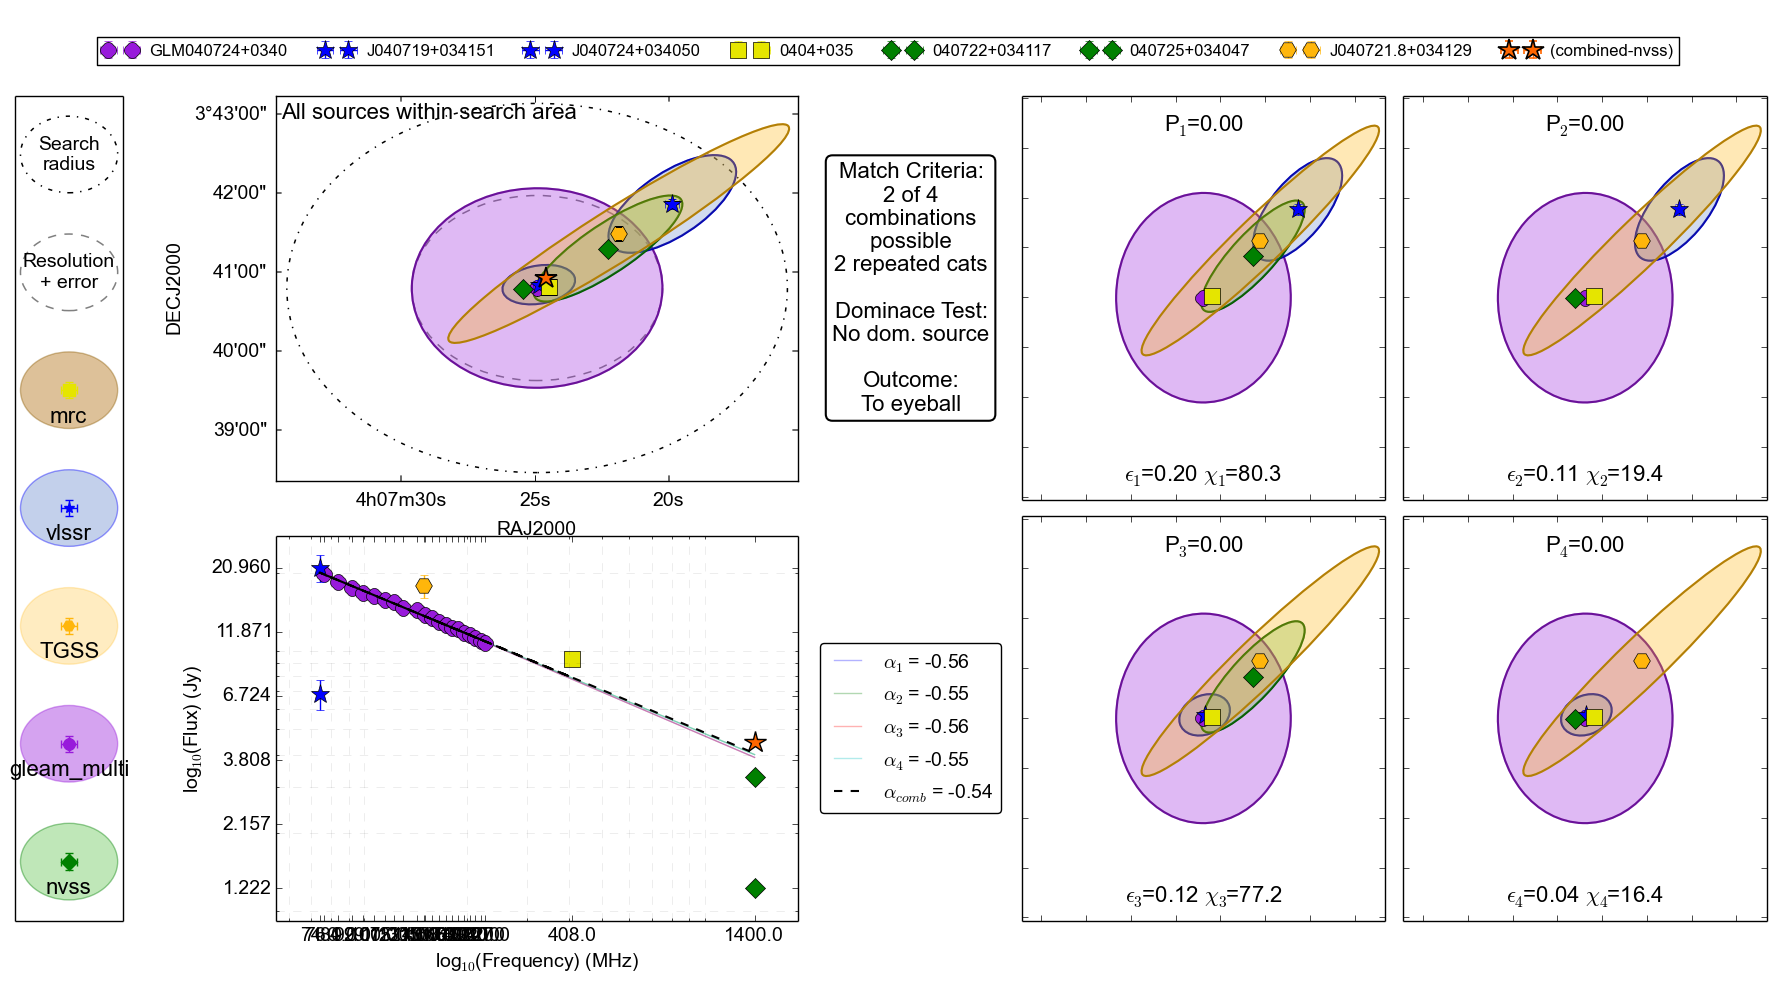 GLM040724+0340 J040719+034151 J040724+034050 0404+035 040722+034117 040725+034047 J040721.8+034129 (combined-nvss)
Search
radius
Resolution
+ error
mrc
vlssr
TGSS
gleam_multi
nvss
All sources within search area
DECJ2000
3°43'00"
42'00"
41'00"
40'00"
39'00"
4h07m30s 25s 20s
RAJ2000
Match Criteria:
2 of 4
combinations
possible
2 repeated cats
Dominace Test:
No dom. source
Outcome:
To eyeball
P1=0.00
ϵ1=0.20 χ1=80.3
P2=0.00
ϵ2=0.11 χ2=19.4
log10(Flux) (Jy)
20.960
11.871
6.724
3.808
2.157
1.222
408.0 1400.0
log10(Frequency) (MHz)
α1 = -0.56
α2 = -0.55
α3 = -0.56
α4 = -0.55
αcomb = -0.54
P3=0.00
ϵ3=0.12 χ3=77.2
P4=0.00
ϵ4=0.04 χ4=16.4